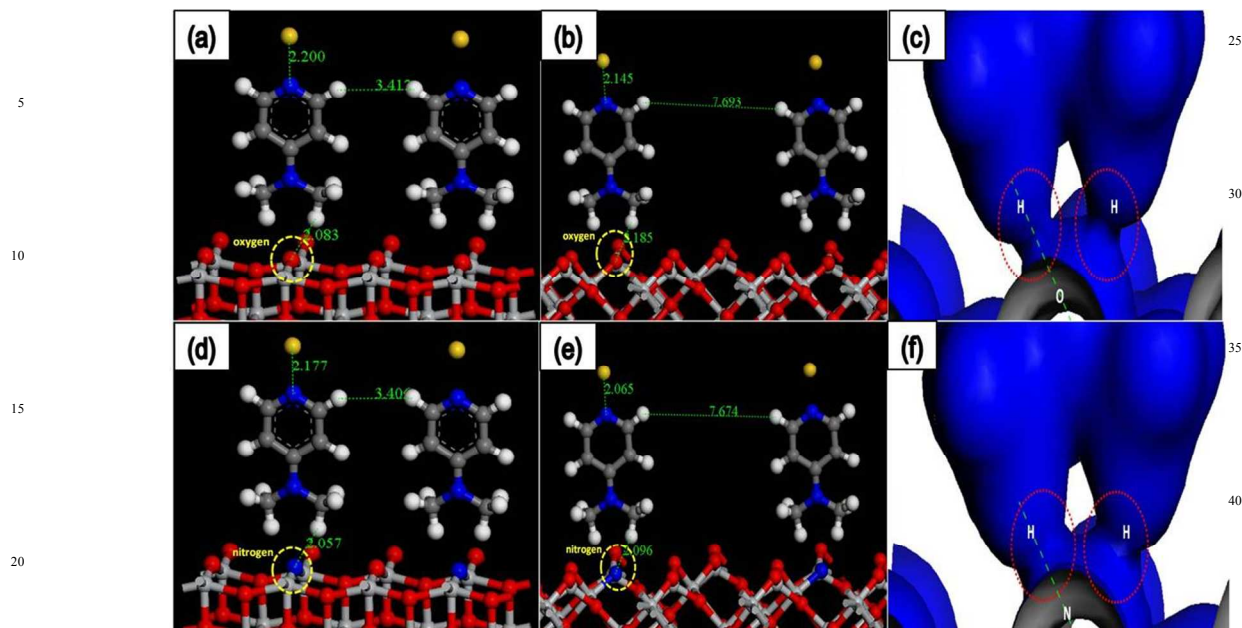 (a)
2.200
3.412
oxygen
2.083
(b)
2.145
7.693
oxygen
2.185
(c)
H
H
O
(d)
2.177
3.406
nitrogen
2.057
(e)
2.065
7.674
nitrogen
2.096
(f)
H
H
N
5
10
15
20
25
30
35
40